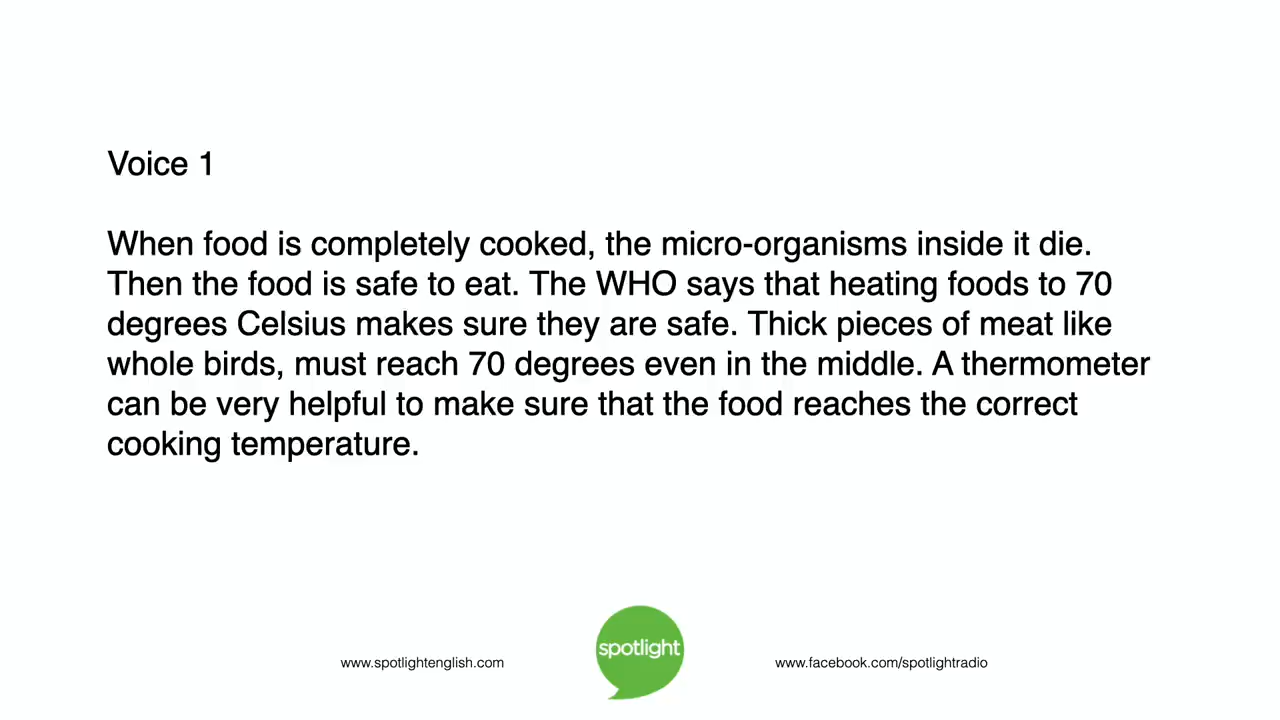 Voice 1
When food is completely cooked, the micro-organisms inside it die.
Then the food is safe to eat. The WHO says that heating foods to 70
degrees Celsius makes sure they are safe. Thick pieces of meat like
whole birds, must reach 70 degrees even in the middle. A thermometer
can be very helpful to make sure that the food reaches the correct
cooking temperature.
www.spotlightenglish.com
spotlight
www.facebook.com/spotlightradio